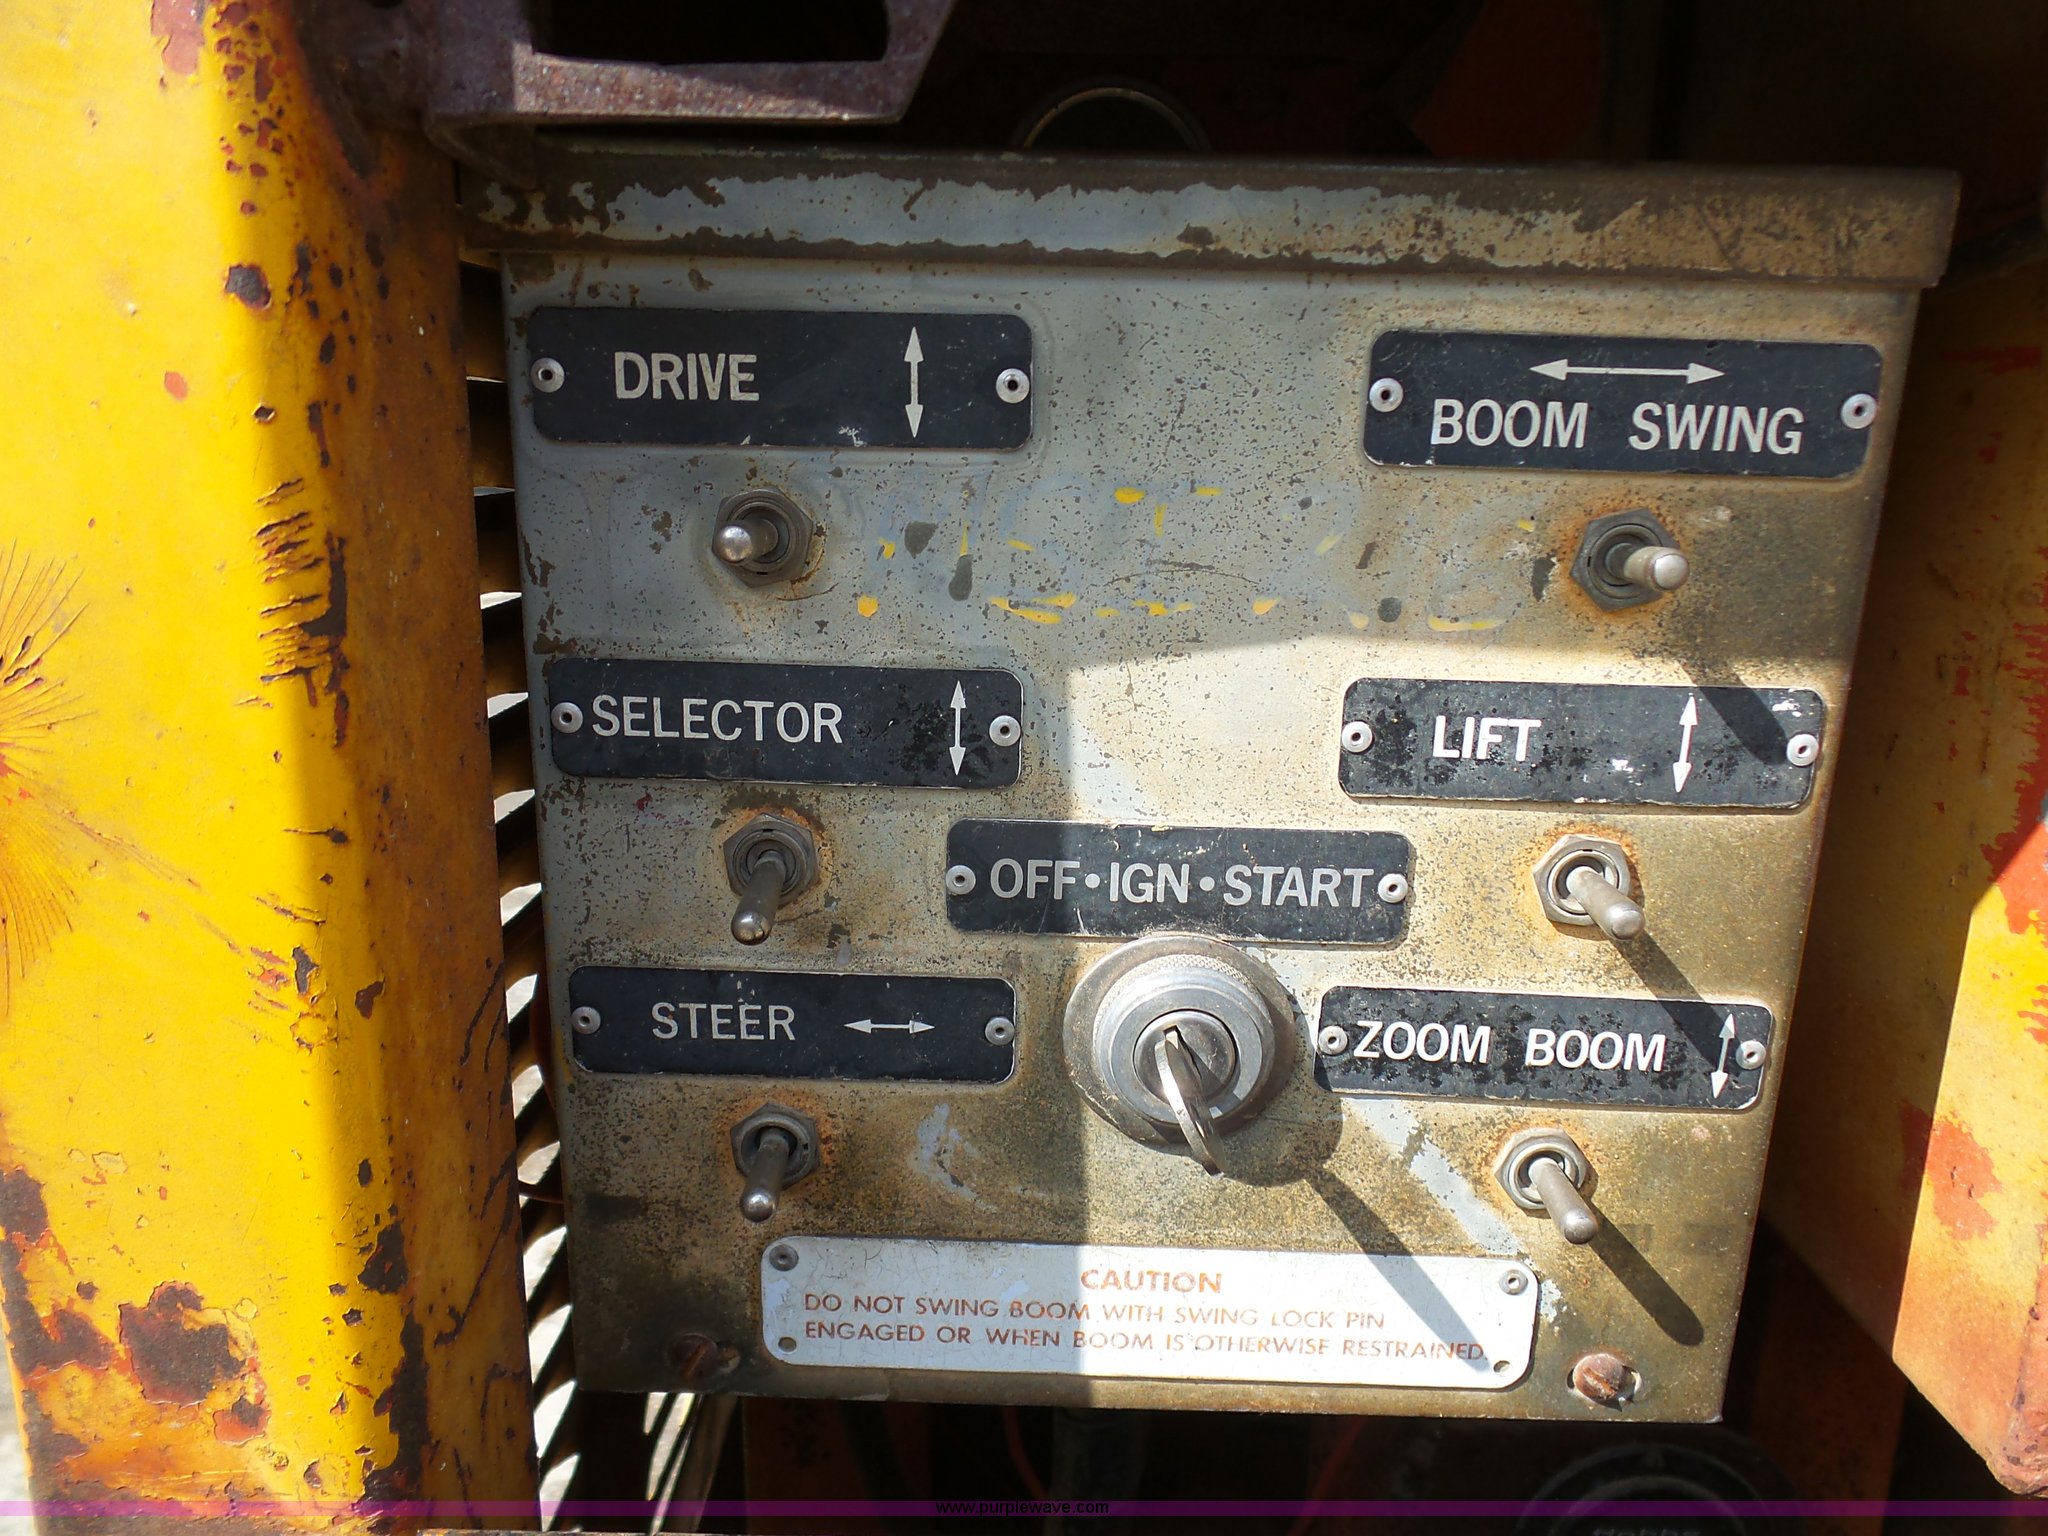 DRIVE
BOOM SWING
SELECTOR
LIFT
OFF•IGN•START
STEER
ZOOM BOOM
CAUTION
DO NOT SWING BOOM WITH SWING LOCK PIN
ENGAGED OR WHEN BOOM IS OTHERWISE RESTRAINED.
www.purplewave.com